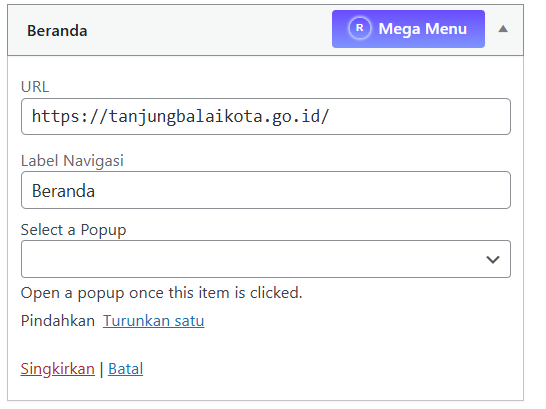 Beranda
R Mega Menu
URL
https://tanjungbalaikota.go.id/
Label Navigasi
Beranda
Select a Popup
Open a popup once this item is clicked.
Pindahkan Turunkan satu
Singkirkan | Batal